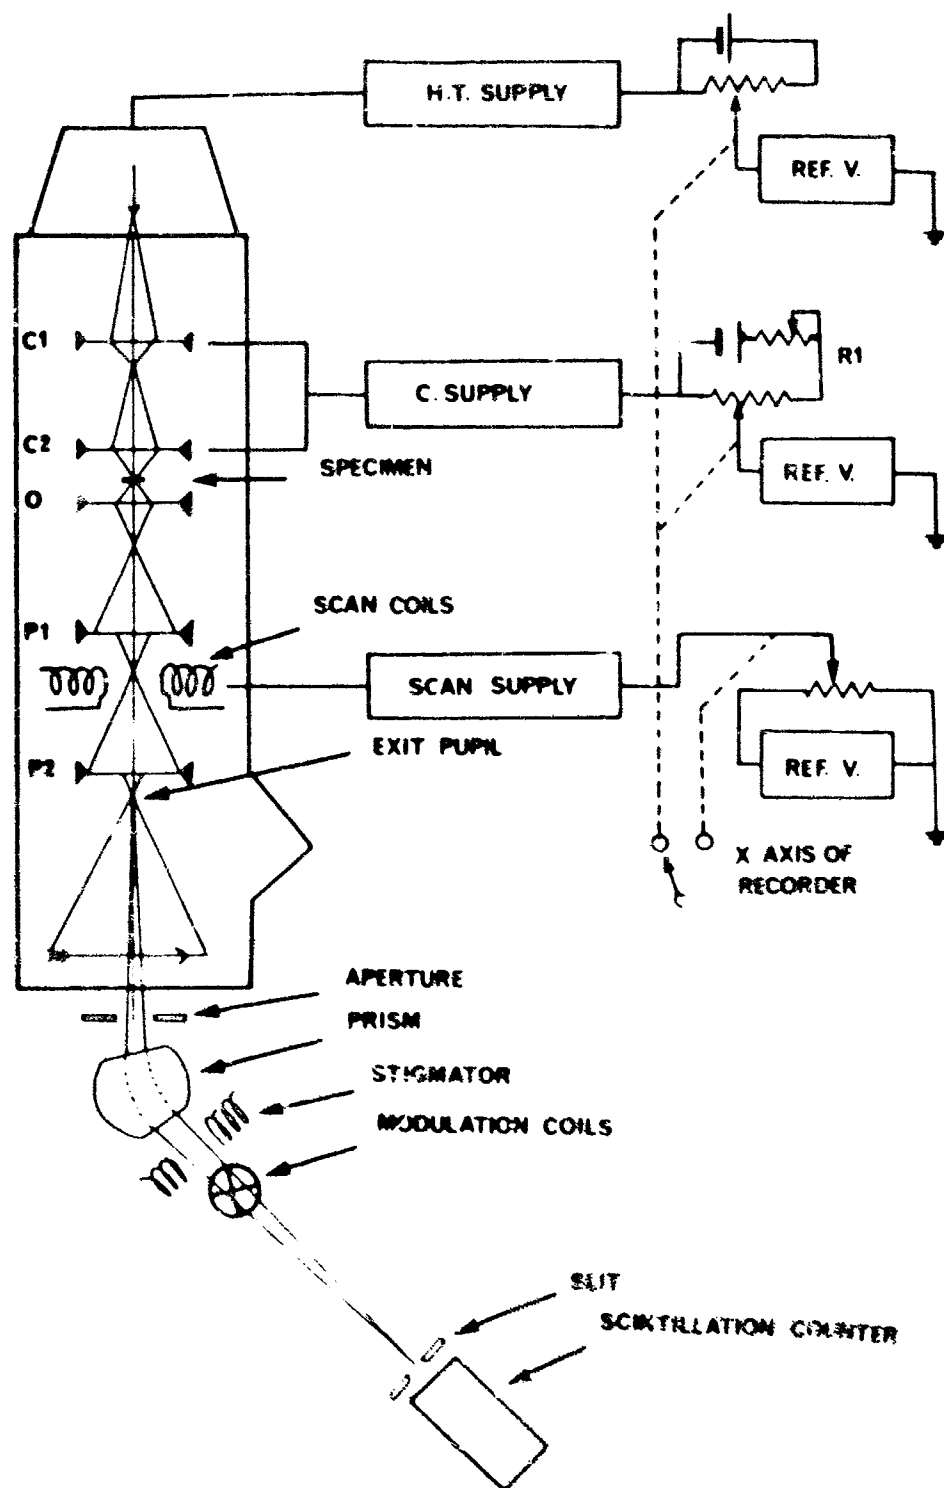 H.T. SUPPLY
REF. V.
C1
R1
C. SUPPLY
C2
SPECIMEN
REF. V.
O
SCAN COILS
P1
SCAN SUPPLY
EXIT PUPIL
P2
REF. V.
X AXIS OF
RECORDER
APERTURE
PRISM
STIGMATOR
MODULATION COILS
SLIT
SCINTILLATION COUNTER